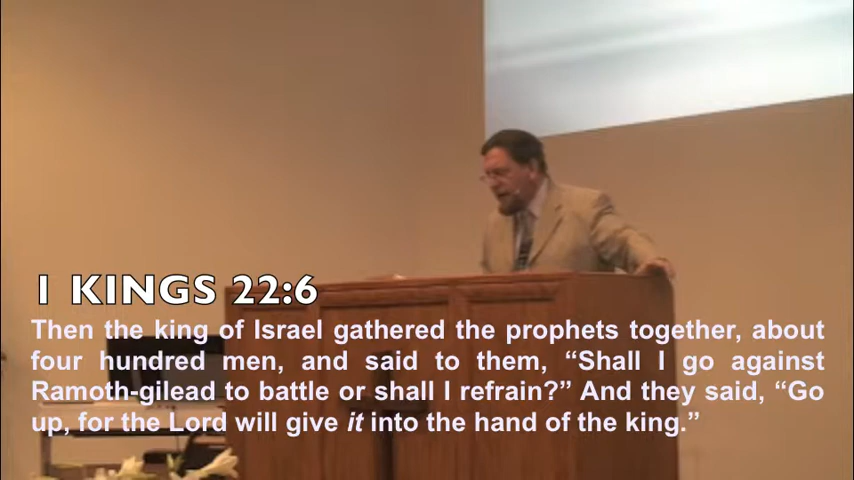 1 KINGS 22:6
Then the king of Israel gathered the prophets together, about
four hundred men, and said to them, “Shall I go against
Ramoth-gilead to battle or shall I refrain?” And they said, “Go
up, for the Lord will give it into the hand of the king.”